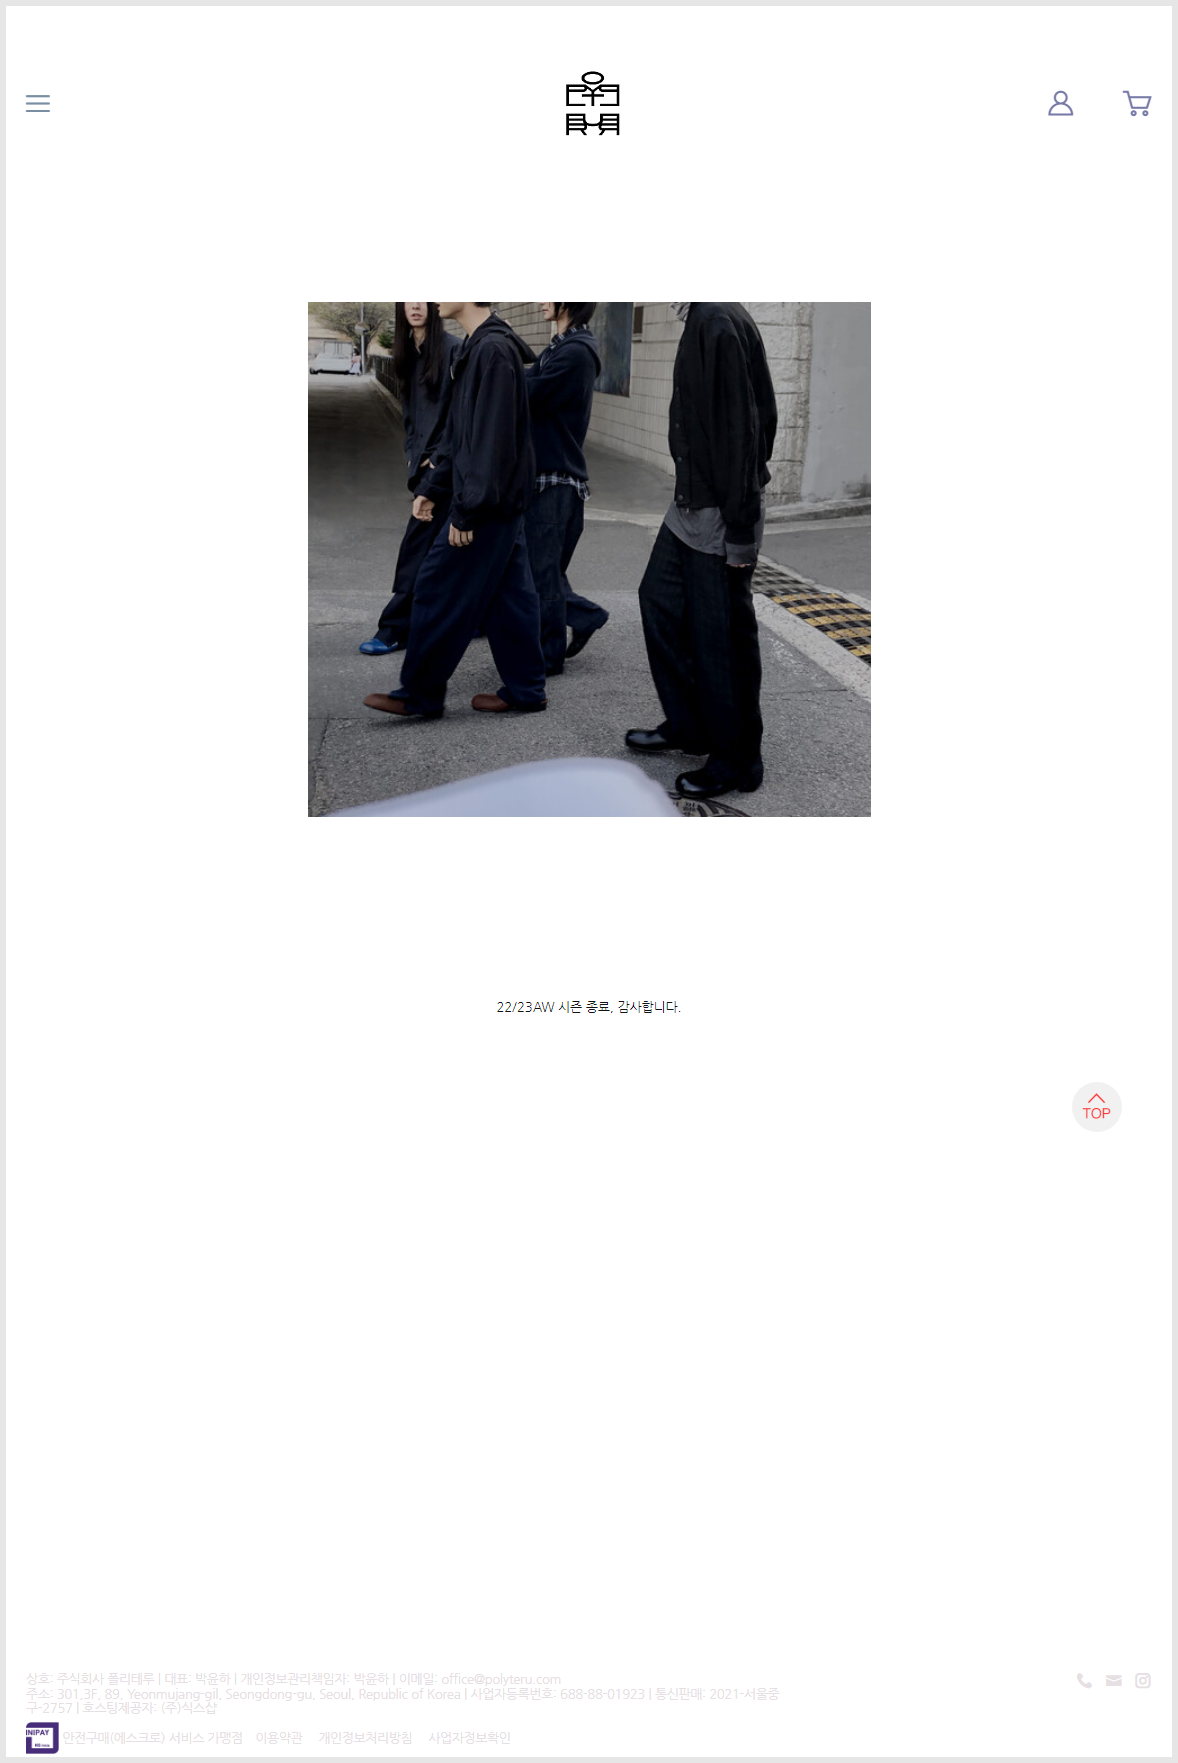 22/23AW 시즌 종료, 감사합니다.
TOP
상호: 주식회사 폴리테루 | 대표: 박윤하 | 개인정보관리책임자: 박윤하 | 이메일: office@polyteru.com
주소: 301,3F, 89, Yeonmujang-gil, Seongdong-gu, Seoul, Republic of Korea | 사업자등록번호: 688-88-01923 | 통신판매: 2021-서울중
구-2757 | 호스팅제공자: (주)식스샵
INIPAY
안전구매(에스크로) 서비스 가맹점 이용약관 개인정보처리방침 사업자정보확인